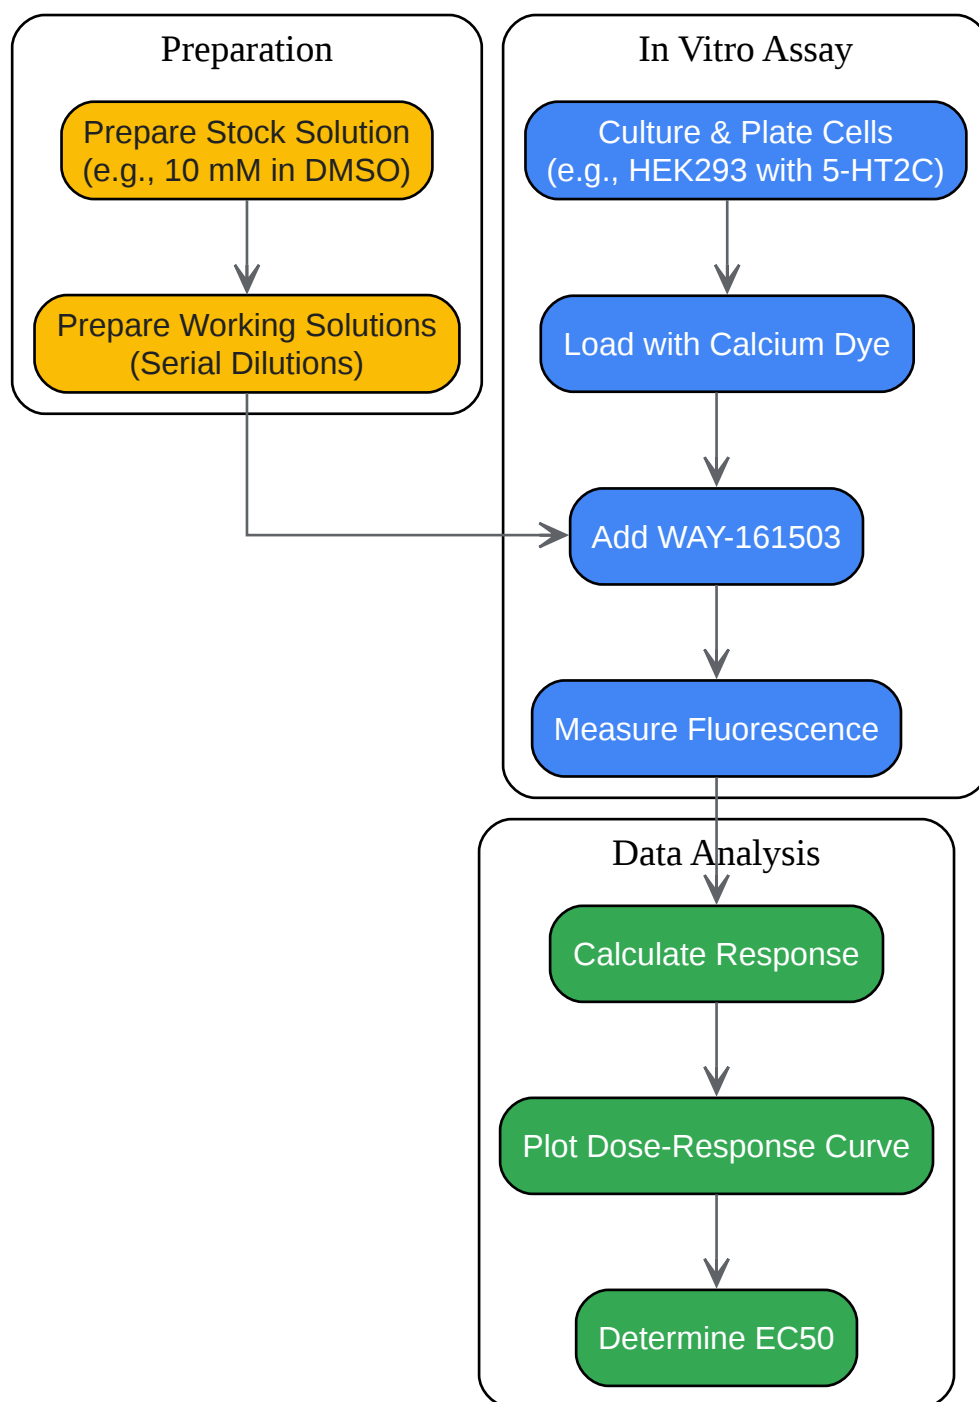 Preparation
Prepare Stock Solution
(e.g., 10 mM in DMSO)
Prepare Working Solutions
(Serial Dilutions)
In Vitro Assay
Culture & Plate Cells
(e.g., HEK293 with 5-HT2C)
Load with Calcium Dye
Add WAY-161503
Measure Fluorescence
Data Analysis
Calculate Response
Plot Dose-Response Curve
Determine EC50